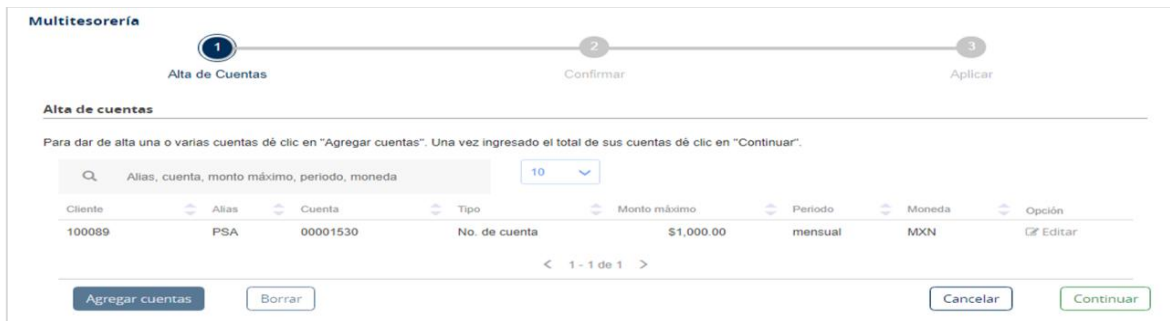 Multitesorería
1 2 3
Alta de Cuentas Confirmar Aplicar
Alta de cuentas
Para dar de alta una o varias cuentas dé clic en "Agregar cuentas". Una vez ingresado el total de sus cuentas dé clic en "Continuar".
Alias, cuenta, monto máximo, periodo, moneda 10
Cliente Alias Cuenta Tipo Monto máximo Periodo Moneda Opción
100089 PSA 00001530 No. de cuenta $1,000.00 mensual MXN Editar
< 1 - 1 de 1 >
Agregar cuentas Borrar Cancelar Continuar